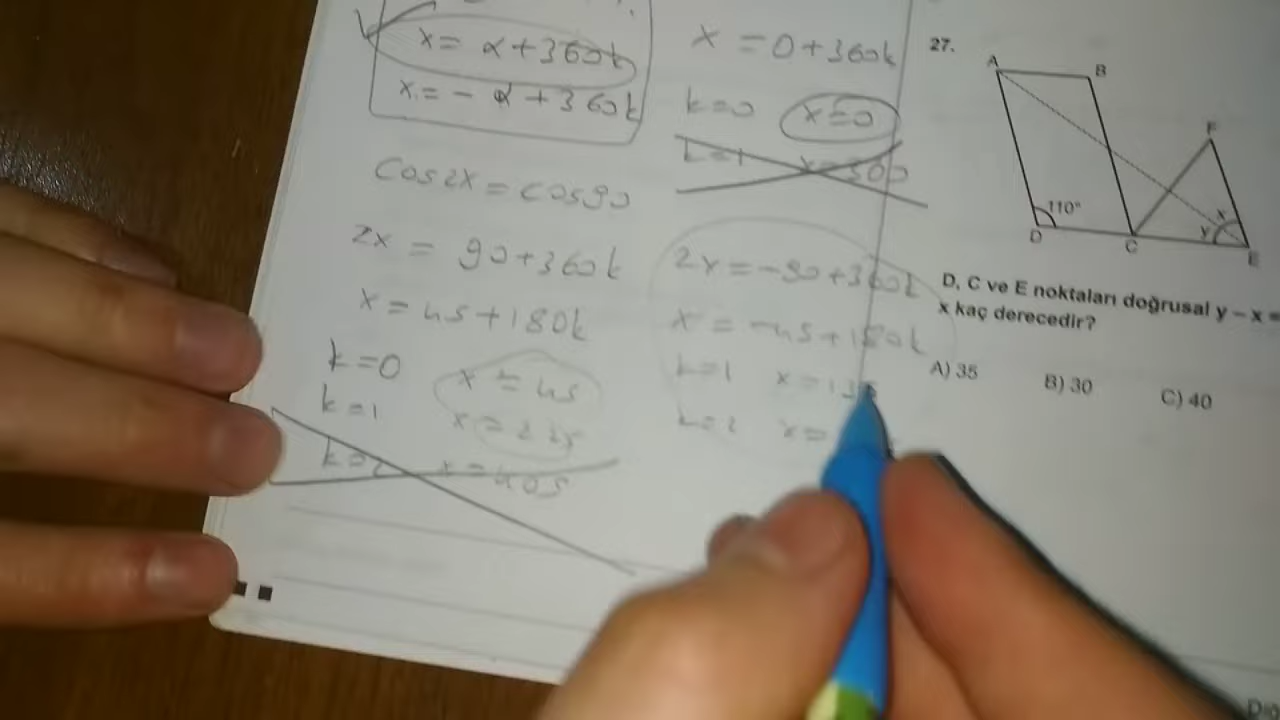 x = α + 360k
x = - α + 360k
cos2x = cos90
2x = 90 + 360k
x = 45 + 180k
k = 0 x = 45
k = 1 x = 225
k = 2 x = 405
x = 0 + 360k
k = 0 x = 0
k = 1 x = 360
2x = -90 + 360k
x = -45 + 180k
k = 1 x = 135
k = 2 x =
27.
A
B
F
110°
x
y
D
C
E
D, C ve E noktaları doğrusal y – x =
x kaç derecedir?
A) 35 B) 30 C) 40